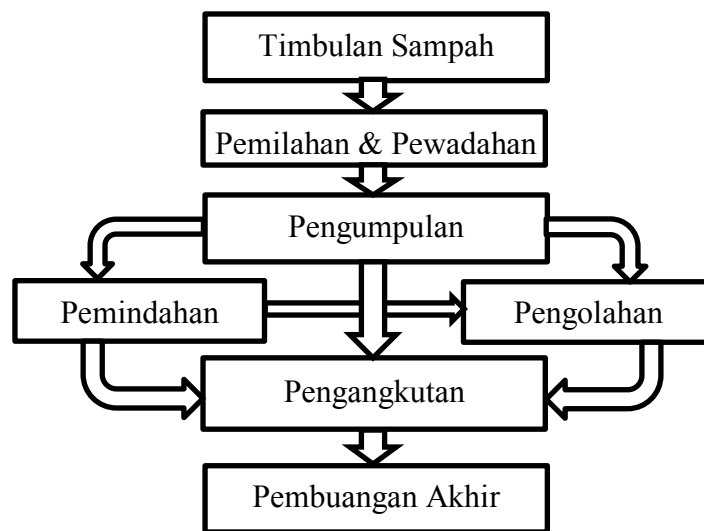 Timbulan Sampah
Pemilahan & Pewadahan
Pengumpulan
Pemindahan
Pengolahan
Pengangkutan
Pembuangan Akhir